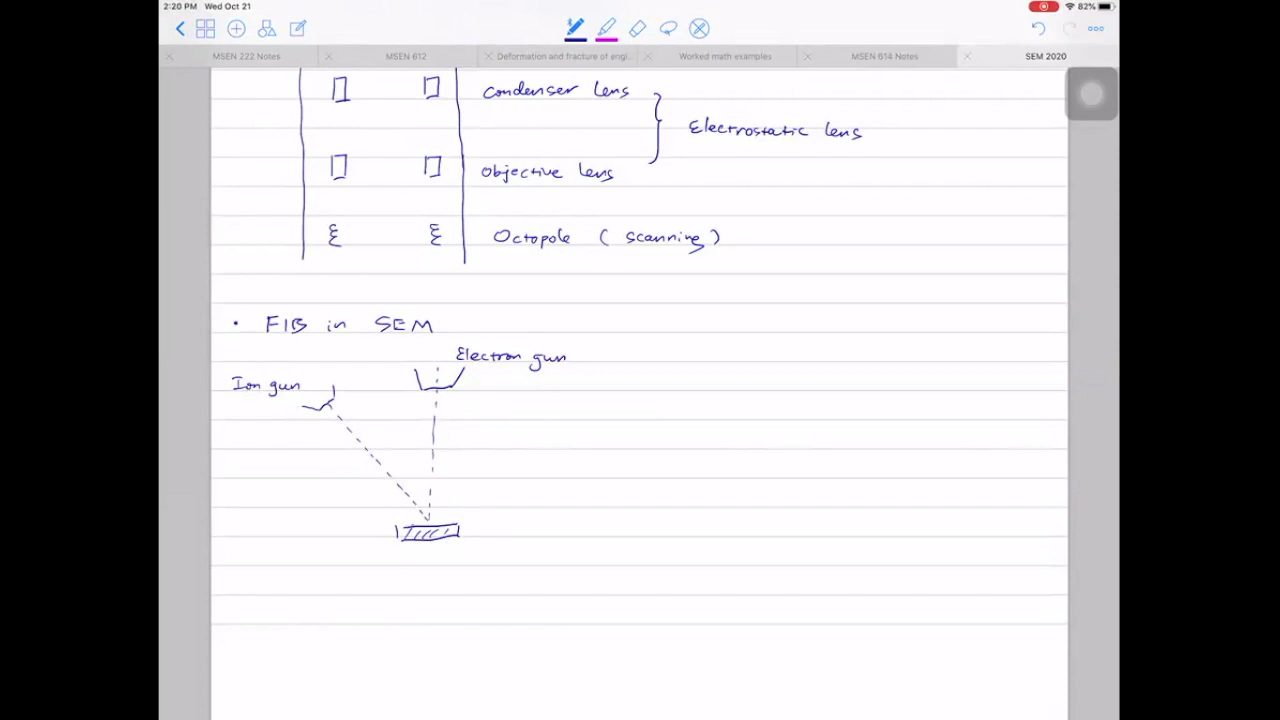 2:20 PM Wed Oct 21
82%
MSEN 222 Notes
MSEN 612
Deformation and fracture of engi...
Worked math examples
MSEN 614 Notes
SEM 2020
Condenser lens
Electrostatic lens
Objective lens
Octopole ( scanning )
• FIB in SEM
Electron gun
Ion gun